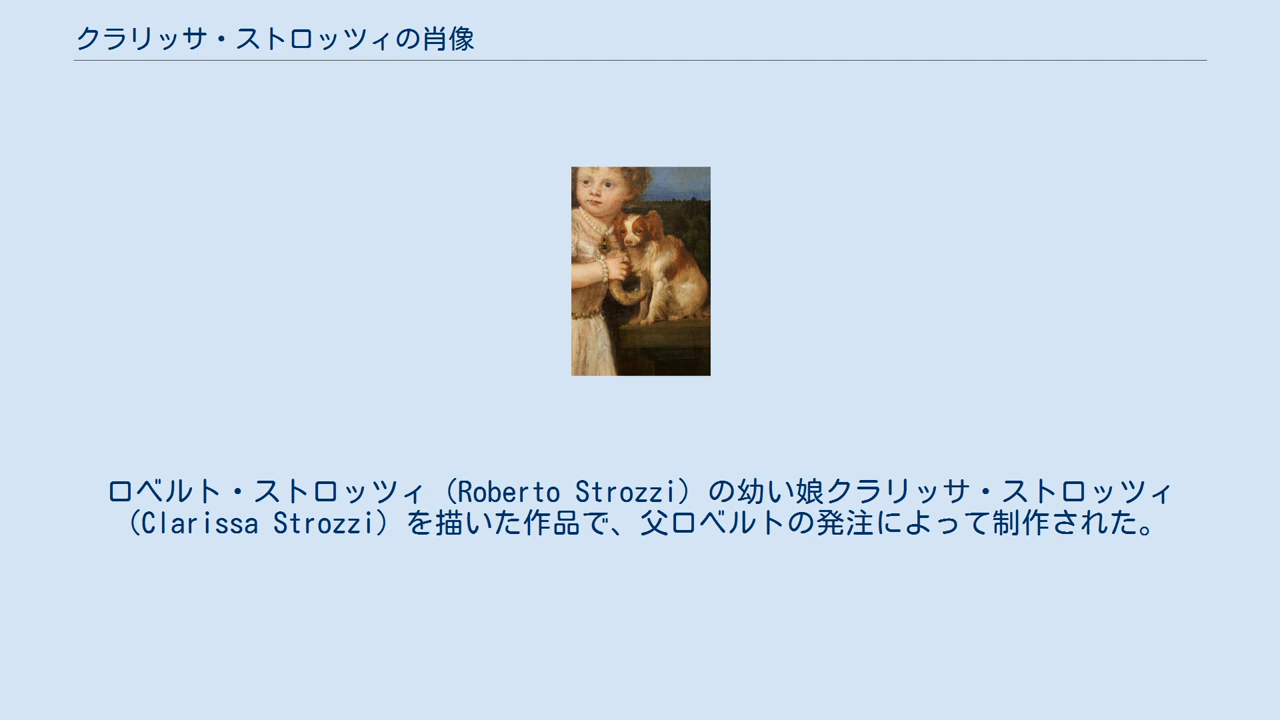 クラリッサ・ストロッツィの肖像
ロベルト・ストロッツィ（Roberto Strozzi）の幼い娘クラリッサ・ストロッツィ
（Clarissa Strozzi）を描いた作品で、父ロベルトの発注によって制作された。